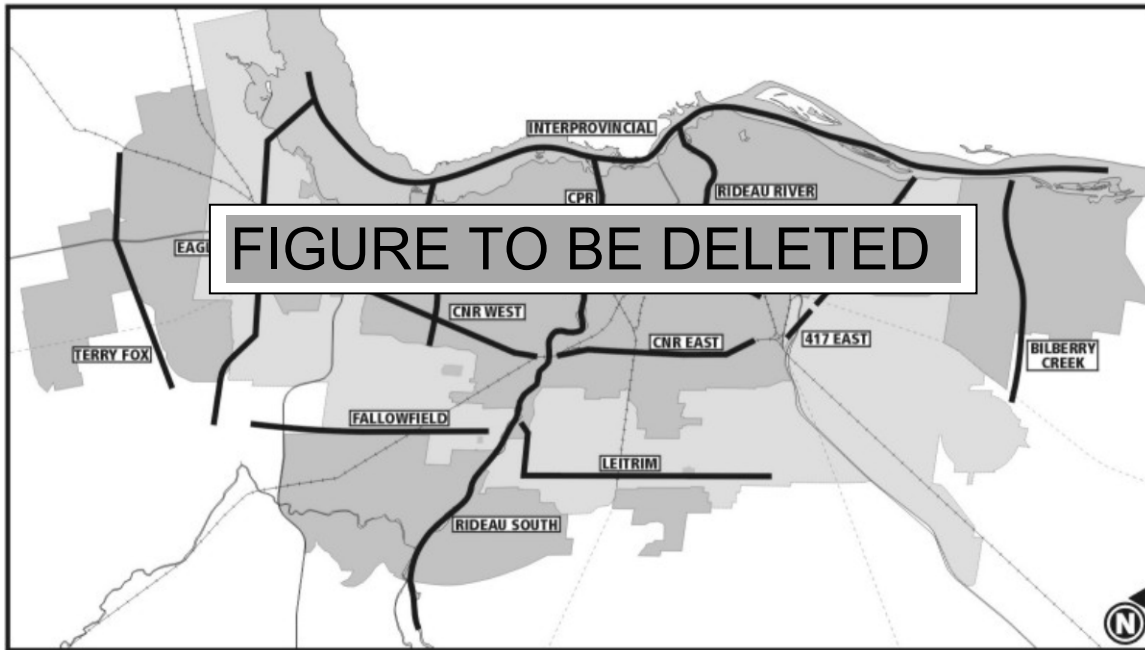 INTERPROVINCIAL
CPR
RIDEAU RIVER
FIGURE TO BE DELETED
CNR WEST
CNR EAST
417 EAST
TERRY FOX
BILBERRY
CREEK
FALLOWFIELD
LEITRIM
RIDEAU SOUTH
N